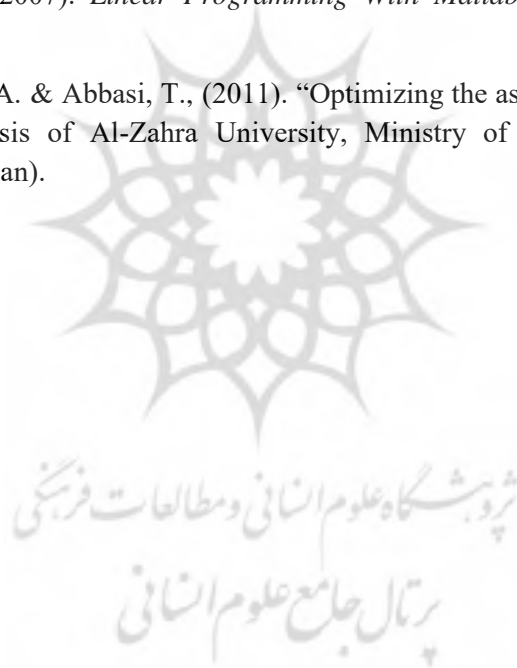 2007). Linear Programming With Matlab
A. & Abbasi, T., (2011). “Optimizing the as
sis of Al-Zahra University, Ministry of
an).
پژوهشگاه علوم انسانی و مطالعات فرهنگی
پرتال جامع علوم انسانی